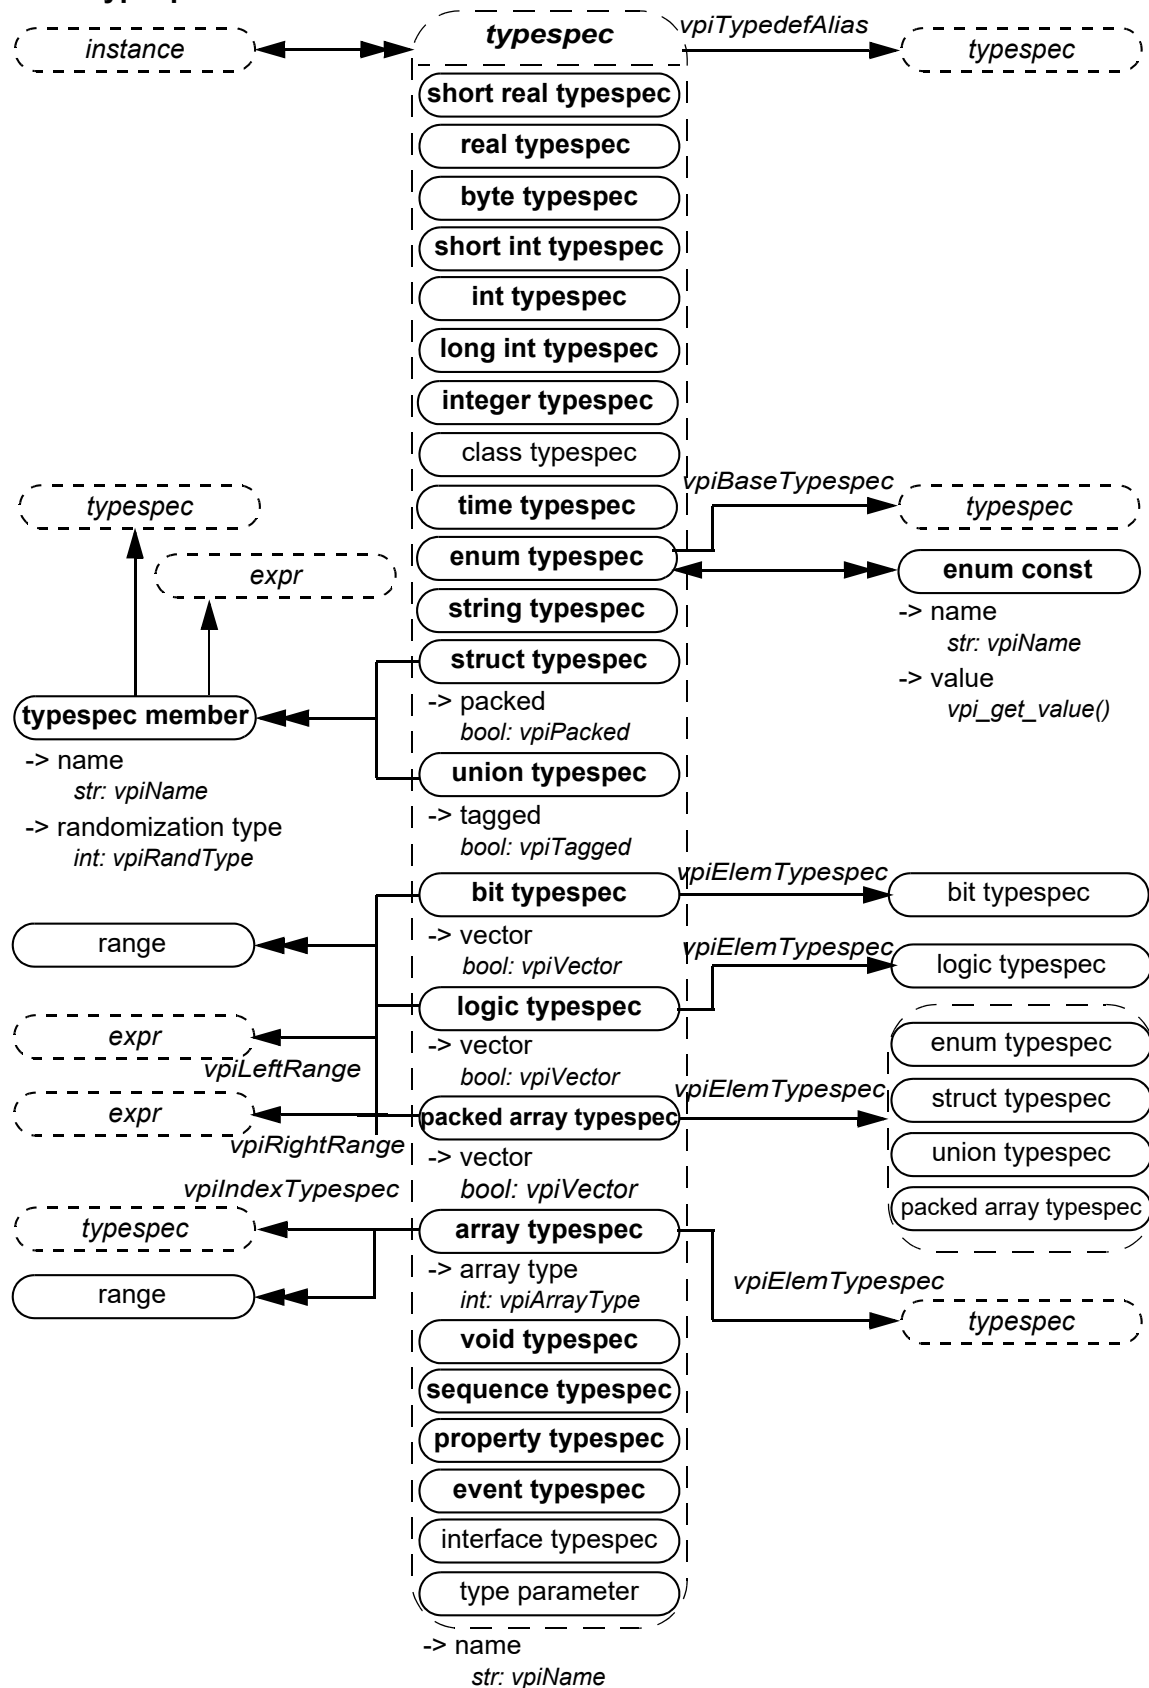 instance
typespec
vpiTypedefAlias
typespec
short real typespec
real typespec
byte typespec
short int typespec
int typespec
long int typespec
integer typespec
class typespec
time typespec
vpiBaseTypespec
typespec
typespec
enum typespec
enum const
-> name
str: vpiName
-> value
vpi_get_value()
expr
string typespec
struct typespec
-> packed
bool: vpiPacked
typespec member
-> name
str: vpiName
-> randomization type
int: vpiRandType
union typespec
-> tagged
bool: vpiTagged
bit typespec
vpiElemTypespec
bit typespec
-> vector
bool: vpiVector
range
logic typespec
vpiElemTypespec
logic typespec
-> vector
bool: vpiVector
expr
vpiLeftRange
packed array typespec
vpiElemTypespec
enum typespec
struct typespec
union typespec
packed array typespec
-> vector
bool: vpiVector
expr
vpiRightRange
vpiIndexTypespec
typespec
array typespec
vpiElemTypespec
typespec
-> array type
int: vpiArrayType
range
void typespec
sequence typespec
property typespec
event typespec
interface typespec
type parameter
-> name
str: vpiName